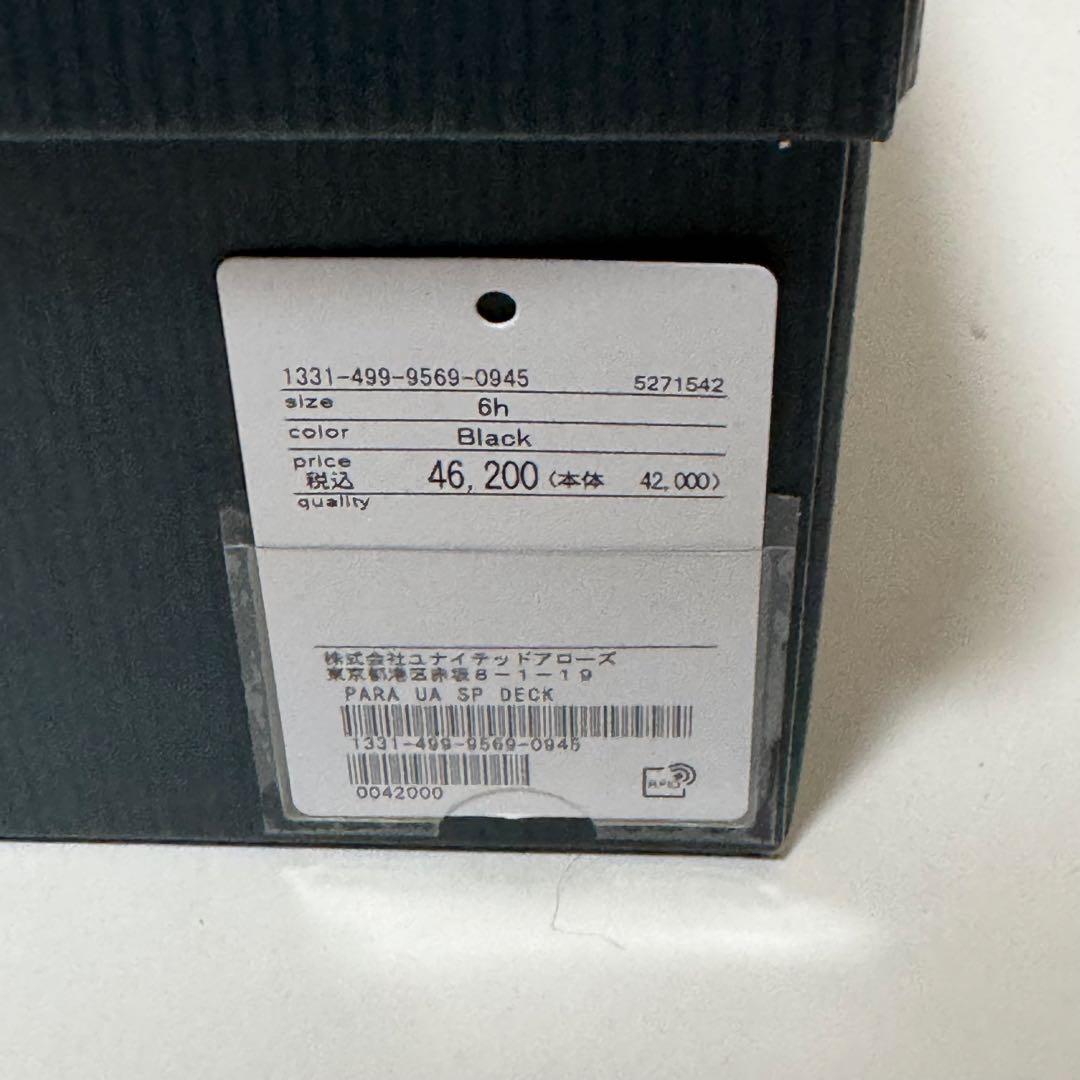 1331-499-9569-0945 5271542
size 6h
color Black
price
税込 46,200 (本体 42,000)
quality
株式会社ユナイテッドアローズ
東京都港区赤坂8-1-19
PARA UA SP DECK
1331-499-9569-0945
0042000
RFID